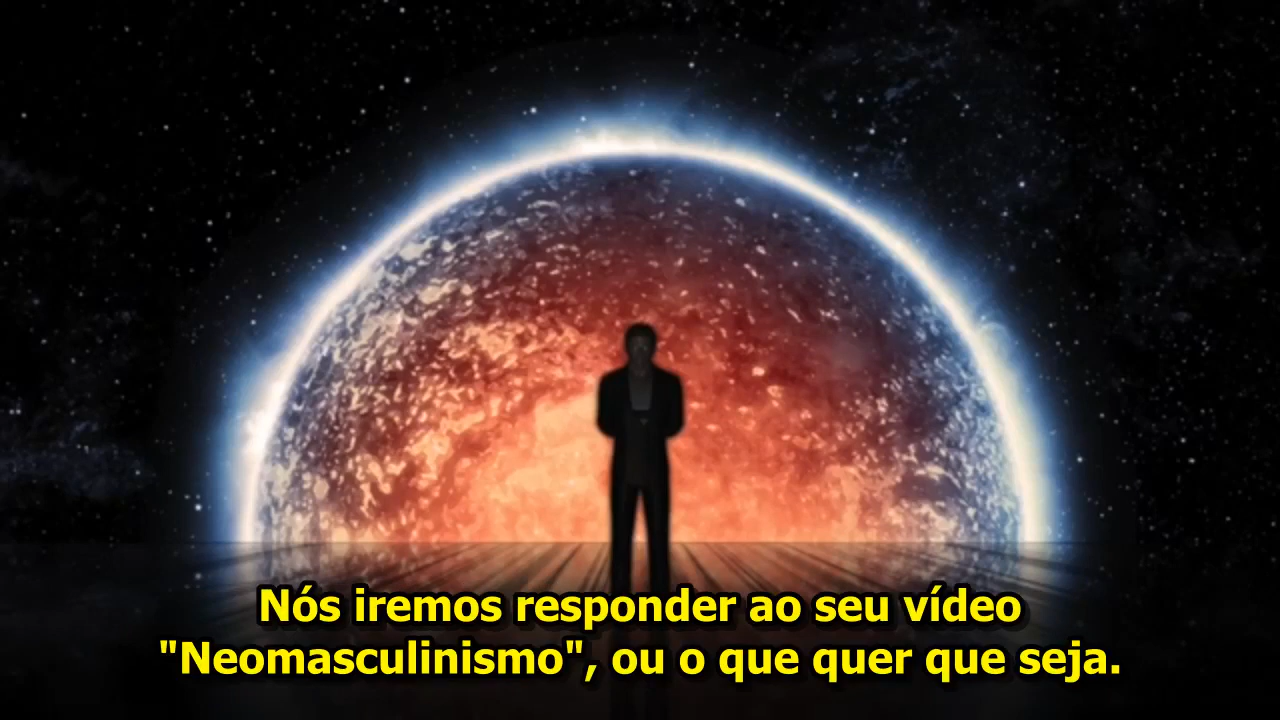 Nós iremos responder ao seu vídeo
"Neomasculinismo", ou o que quer que seja.